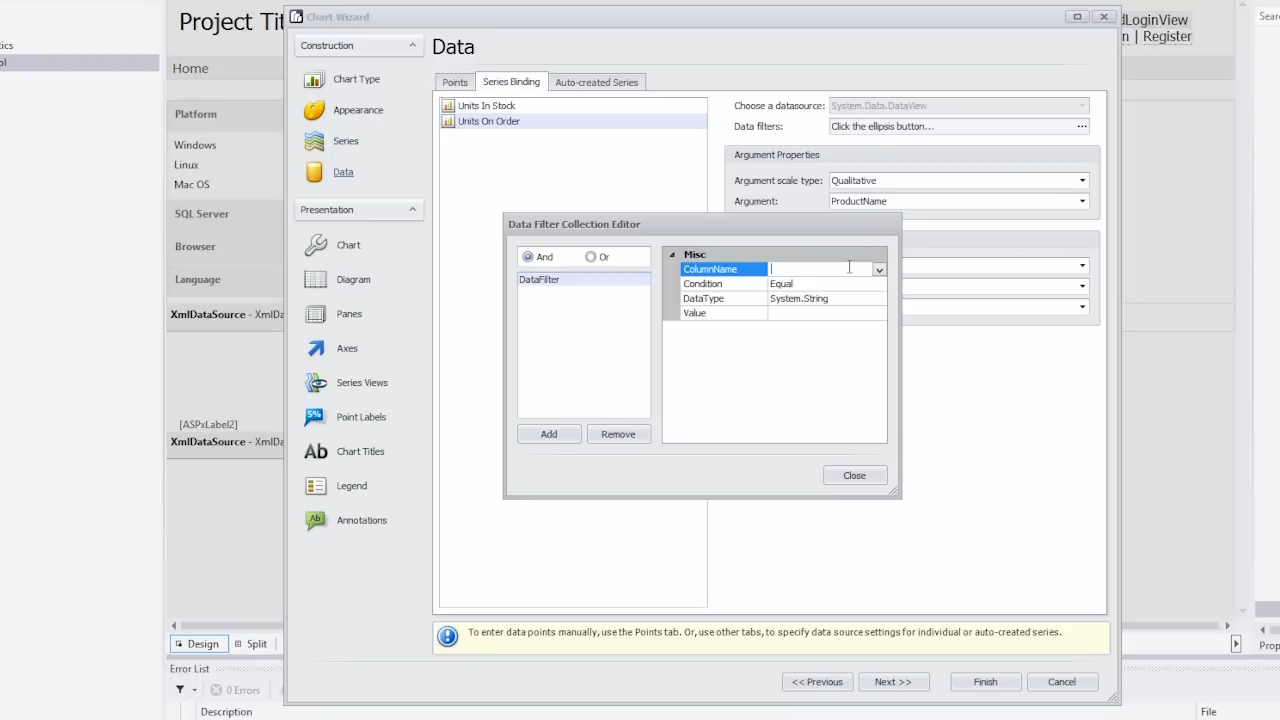 Project Tit
Chart Wizard
dLoginView
n | Register
Sear
tics
ol
Home
Platform
Windows
Linux
Mac OS
SQL Server
Browser
Language
XmlDataSource - XmlDa
[ASPxLabel2]
XmlDataSource - XmlDa
Design
Split
Error List
0 Errors
Description
File
Prop
Construction
Chart Type
Appearance
Series
Data
Presentation
Chart
Diagram
Panes
Axes
Series Views
5%
Point Labels
Ab
Chart Titles
Legend
Ab
Annotations
Data
Points
Series Binding
Auto-created Series
Units In Stock
Units On Order
Choose a datasource: System.Data.DataView
Data filters: Click the ellipsis button... ...
Argument Properties
Argument scale type: Qualitative
Argument: ProductName
Data Filter Collection Editor
And
Or
DataFilter
Add
Remove
Misc
ColumnName
Condition Equal
DataType System.String
Value
Close
To enter data points manually, use the Points tab. Or, use other tabs, to specify data source settings for individual or auto-created series.
<< Previous
Next >>
Finish
Cancel